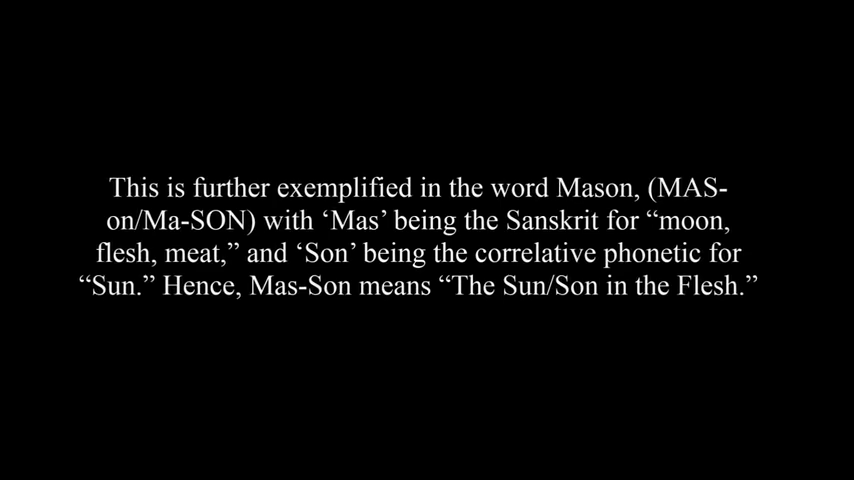 This is further exemplified in the word Mason, (MAS-
on/Ma-SON) with ‘Mas’ being the Sanskrit for “moon,
flesh, meat,” and ‘Son’ being the correlative phonetic for
“Sun.” Hence, Mas-Son means “The Sun/Son in the Flesh.”